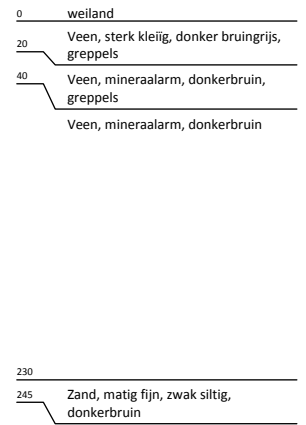 0 weiland
20 Veen, sterk kleiïg, donker bruingrijs,
greppels
40 Veen, mineraalarm, donkerbruin,
greppels
Veen, mineraalarm, donkerbruin
230
245 Zand, matig fijn, zwak siltig,
donkerbruin